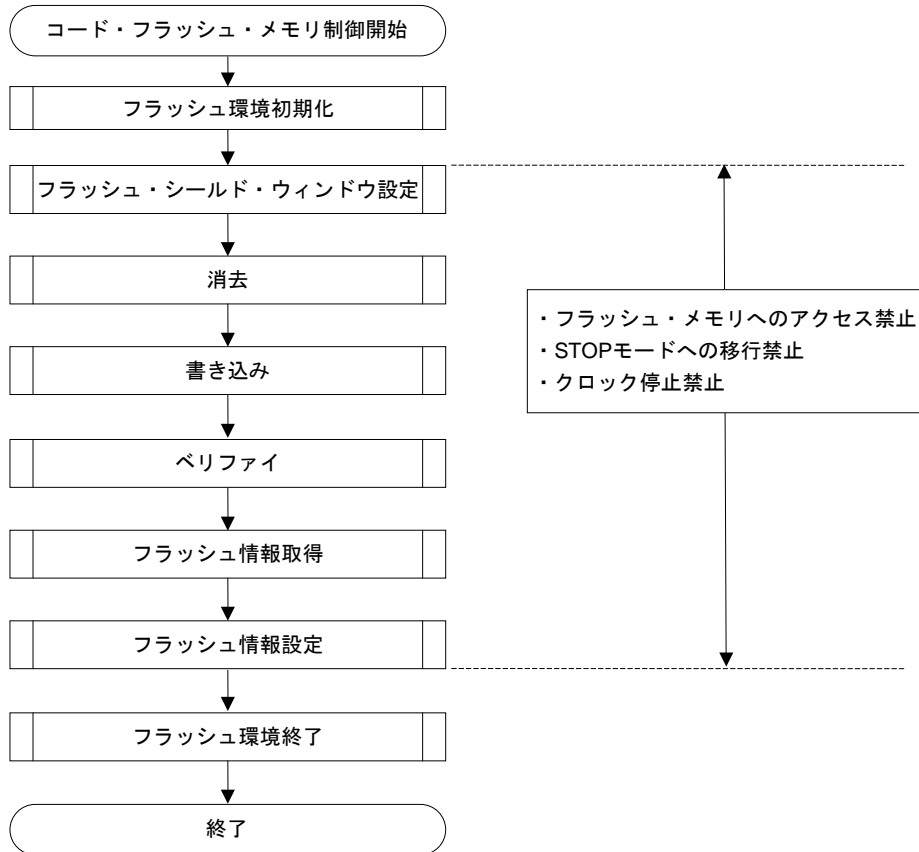 コード・フラッシュ・メモリ制御開始
フラッシュ環境初期化
フラッシュ・シールド・ウィンドウ設定
消去
書き込み
ベリファイ
フラッシュ情報取得
フラッシュ情報設定
フラッシュ環境終了
終了
・フラッシュ・メモリへのアクセス禁止
・STOPモードへの移行禁止
・クロック停止禁止